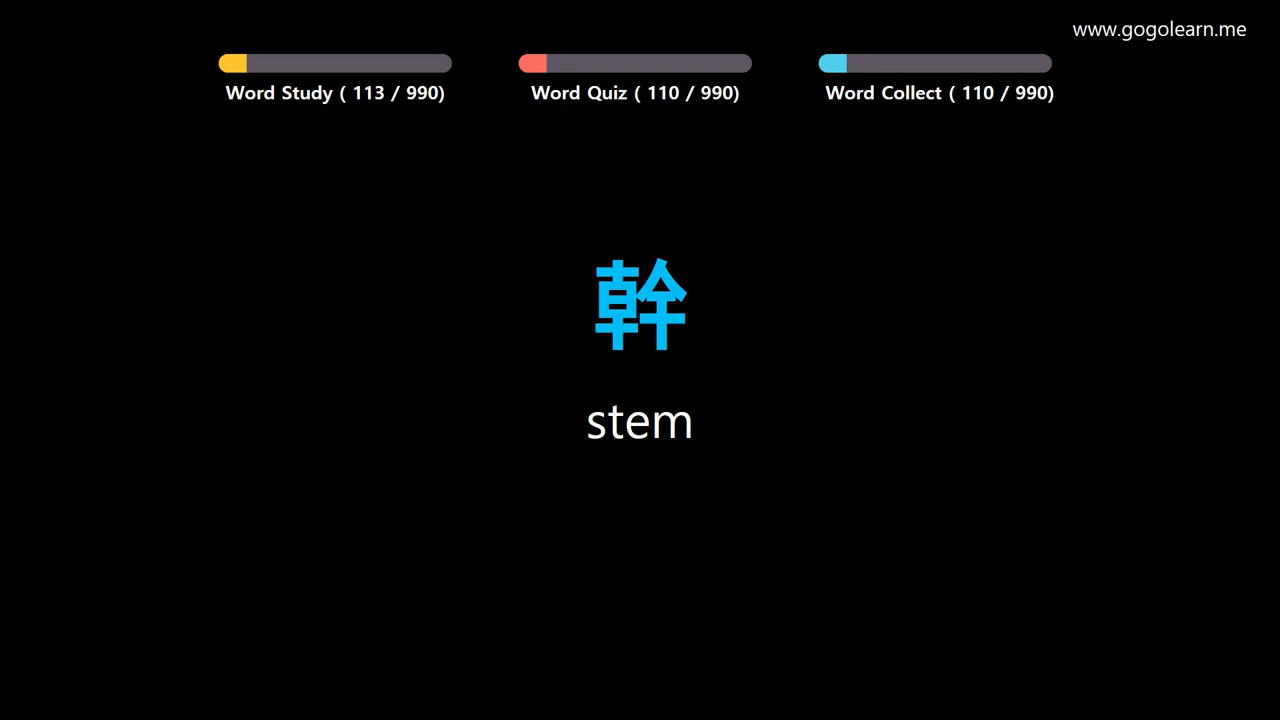 www.gogolearn.me
Word Study ( 113 / 990)
Word Quiz ( 110 / 990)
Word Collect ( 110 / 990)
幹
stem